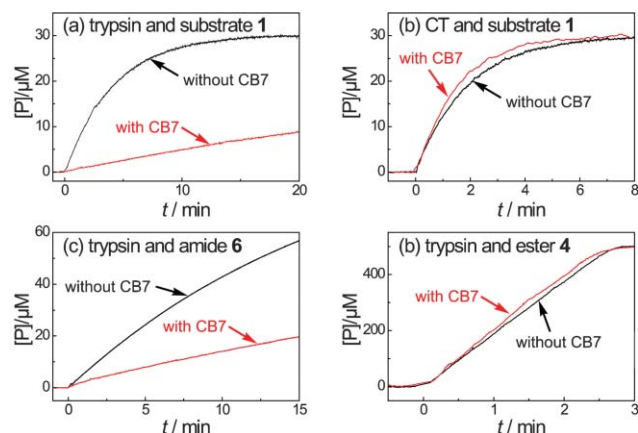 (a) trypsin and substrate 1
[P]/µM
30
20
10
0
without CB7
with CB7
0 10 20
t / min
(b) CT and substrate 1
[P]/µM
30
20
10
0
with CB7
without CB7
0 2 4 6 8
t / min
(c) trypsin and amide 6
[P]/µM
60
40
20
0
without CB7
with CB7
0 5 10 15
t / min
(b) trypsin and ester 4
[P]/µM
400
200
0
with CB7
without CB7
0 1 2 3
t / min